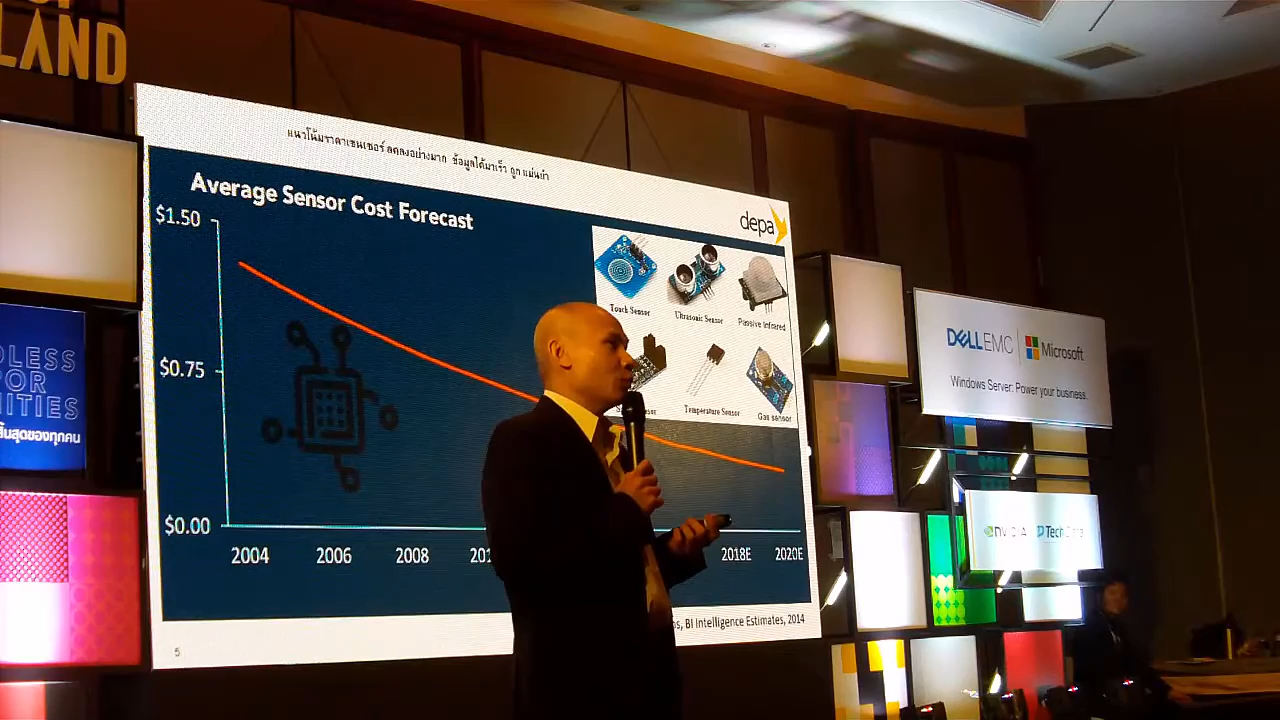 LAND
แนวโน้มราคาเซนเซอร์ ลดลงอย่างมาก ข้อมูลได้มาเร็ว ถูก แม่นยำ
Average Sensor Cost Forecast
depa
$1.50
$0.75
$0.00
2004
2006
2008
2018E
2020E
Touch Sensor
Ultrasonic Sensor
Passive Infrared
Temperature Sensor
Gas sensor
BI Intelligence Estimates, 2014
5
DELLEMC
Microsoft
Windows Server: Power your business.
NVIDIA